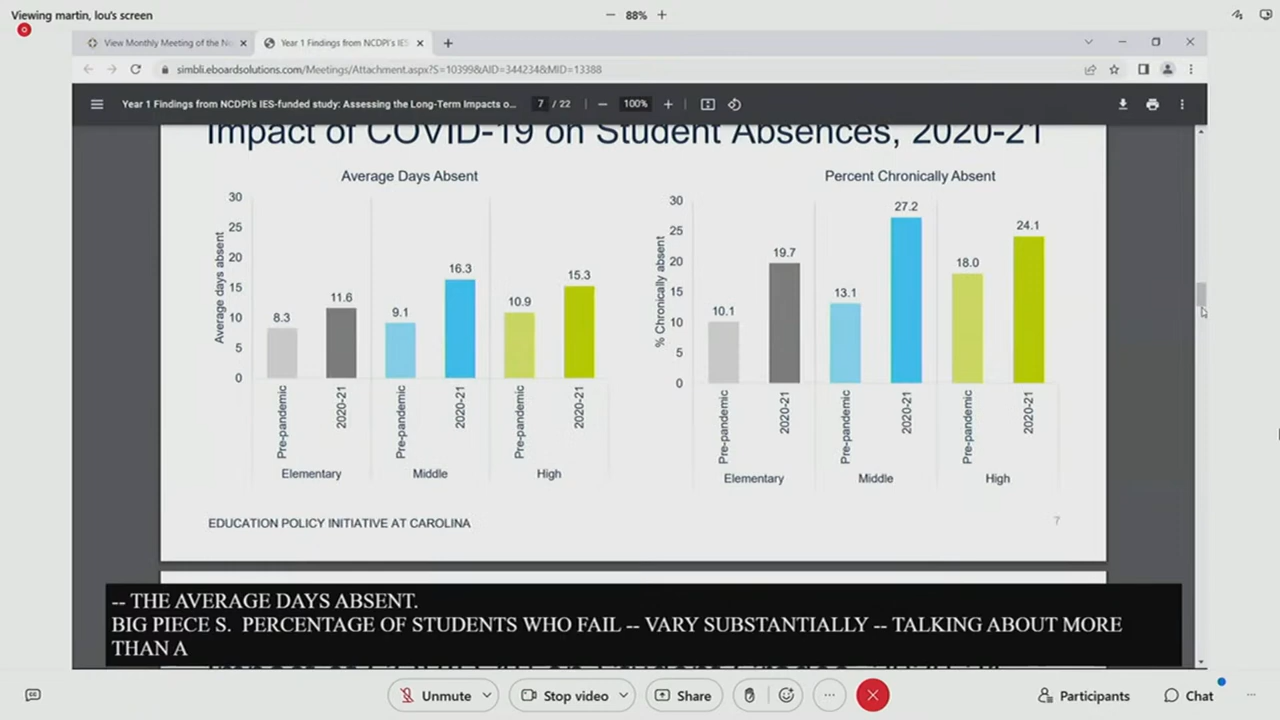 Viewing martin, lou's screen
88%
View Monthly Meeting of the
Year 1 Findings from NCDPI's IES
simbli.eboardsolutions.com/Meetings/Attachment.aspx?S=10399&AID=344234&MID=13388
Year 1 Findings from NCDPI's IES-funded study: Assessing the Long-Term Impacts o...
7 / 22
100%
Impact of COVID-19 on Student Absences, 2020-21
Average Days Absent
Average days absent
30
25
20
15
10
5
0
8.3
11.6
9.1
16.3
10.9
15.3
Pre-pandemic
2020-21
Pre-pandemic
2020-21
Pre-pandemic
2020-21
Elementary
Middle
High
Percent Chronically Absent
% Chronically absent
30
25
20
15
10
5
0
10.1
19.7
13.1
27.2
18.0
24.1
Pre-pandemic
2020-21
Pre-pandemic
2020-21
Pre-pandemic
2020-21
Elementary
Middle
High
EDUCATION POLICY INITIATIVE AT CAROLINA
7
-- THE AVERAGE DAYS ABSENT.
BIG PIECE S. PERCENTAGE OF STUDENTS WHO FAIL -- VARY SUBSTANTIALLY -- TALKING ABOUT MORE
THAN A
Unmute
Stop video
Share
Participants
Chat